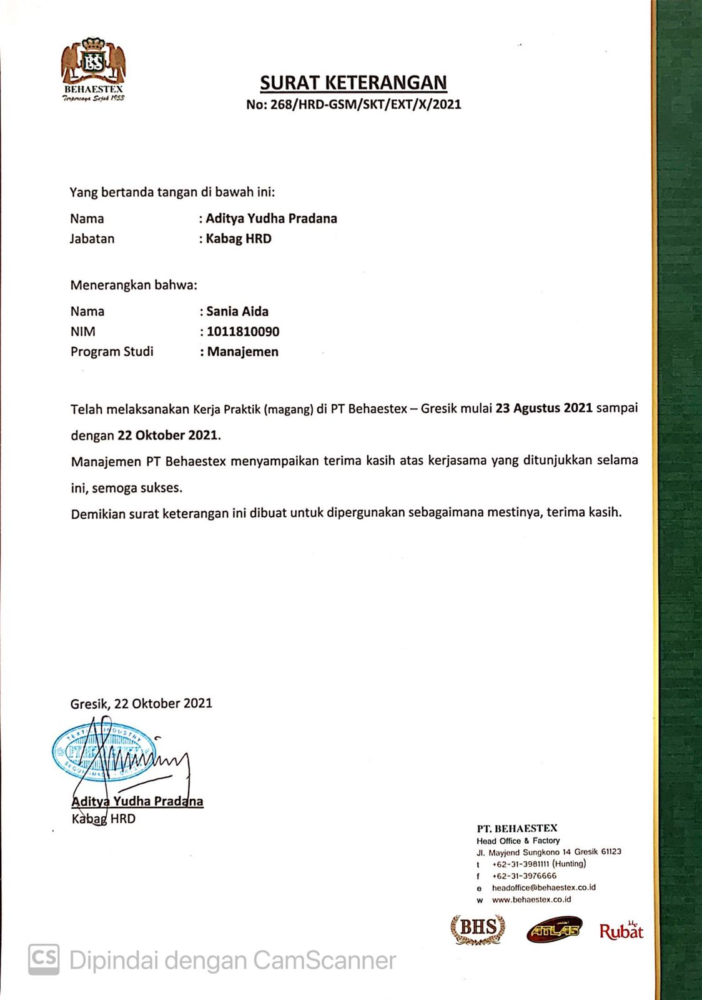 BHS
BEHAESTEX
Terpercaya Sejak 1953
SURAT KETERANGAN
No: 268/HRD-GSM/SKT/EXT/X/2021
Yang bertanda tangan di bawah ini:
Nama : Aditya Yudha Pradana
Jabatan : Kabag HRD
Menerangkan bahwa:
Nama : Sania Aida
NIM : 1011810090
Program Studi : Manajemen
Telah melaksanakan Kerja Praktik (magang) di PT Behaestex – Gresik mulai 23 Agustus 2021 sampai
dengan 22 Oktober 2021.
Manajemen PT Behaestex menyampaikan terima kasih atas kerjasama yang ditunjukkan selama
ini, semoga sukses.
Demikian surat keterangan ini dibuat untuk dipergunakan sebagaimana mestinya, terima kasih.
Gresik, 22 Oktober 2021
TEXTILE INDUSTRY
Aditya Yudha Pradana
Kabag HRD
PT. BEHAESTEX
Head Office & Factory
Jl. Mayjend Sungkono 14 Gresik 61123
t +62-31-3981111 (Hunting)
f +62-31-3976666
e headoffice@behaestex.co.id
w www.behaestex.co.id
BHS ATLAS Rubat
CS Dipindai dengan CamScanner